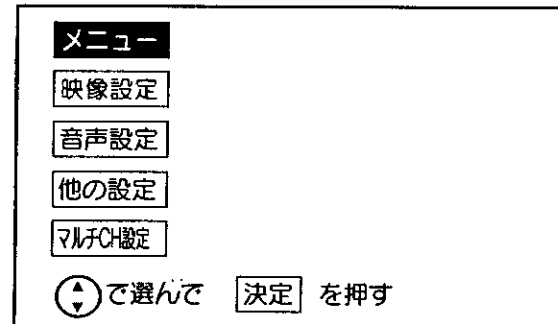 メニュー
映像設定
音声設定
他の設定
マルチCH設定
で選んで 決定 を押す